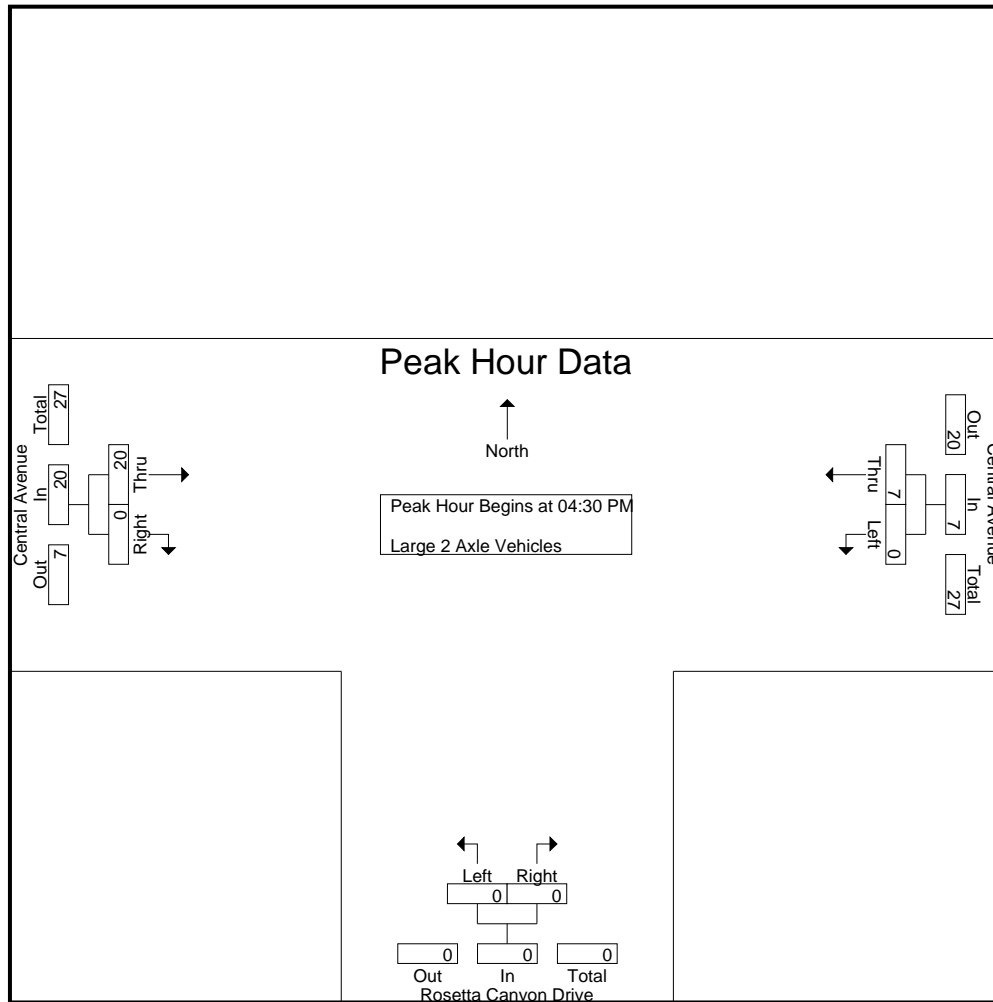 Peak Hour Data
North
Peak Hour Begins at 04:30 PM
Large 2 Axle Vehicles
Central Avenue
Total
27
In
20
Out
7
Thru
20
Right
0
Central Avenue
Out
20
In
7
Total
27
Thru
7
Left
0
Left Right
0 0
0 0 0
Out In Total
Rosetta Canyon Drive